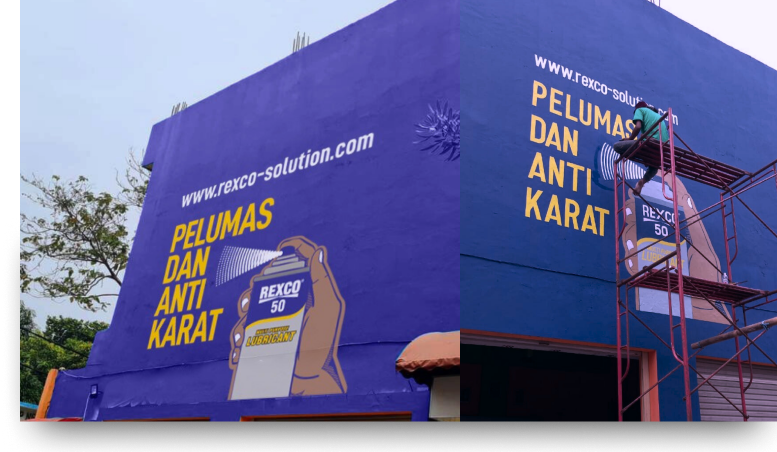 www.rexco-solution.com
PELUMAS
DAN
ANTI
KARAT
REXCO
50
LUBRICANT
www.rexco-solution.com
PELUMAS
DAN
ANTI
KARAT
REXCO
50
LUBRICANT